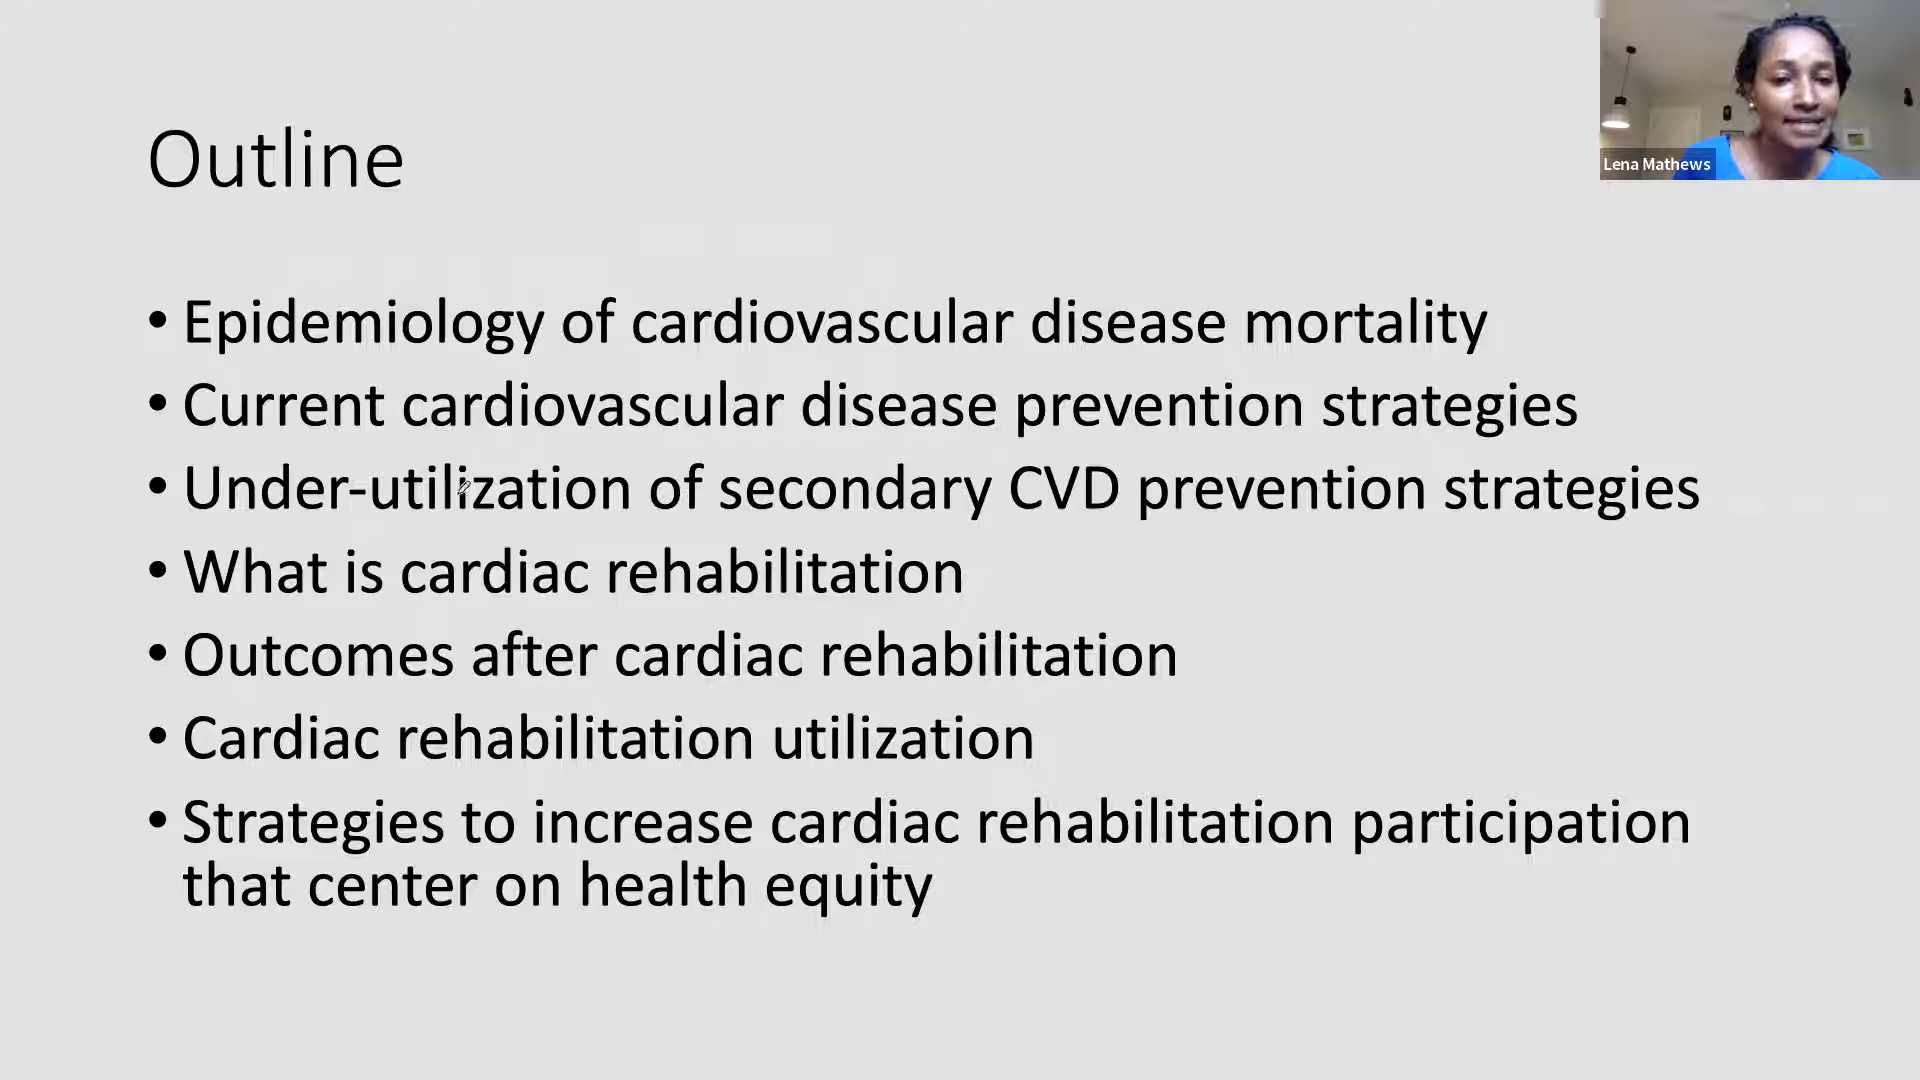 Outline
Lena Mathews
• Epidemiology of cardiovascular disease mortality
• Current cardiovascular disease prevention strategies
• Under-utilization of secondary CVD prevention strategies
• What is cardiac rehabilitation
• Outcomes after cardiac rehabilitation
• Cardiac rehabilitation utilization
• Strategies to increase cardiac rehabilitation participation
that center on health equity